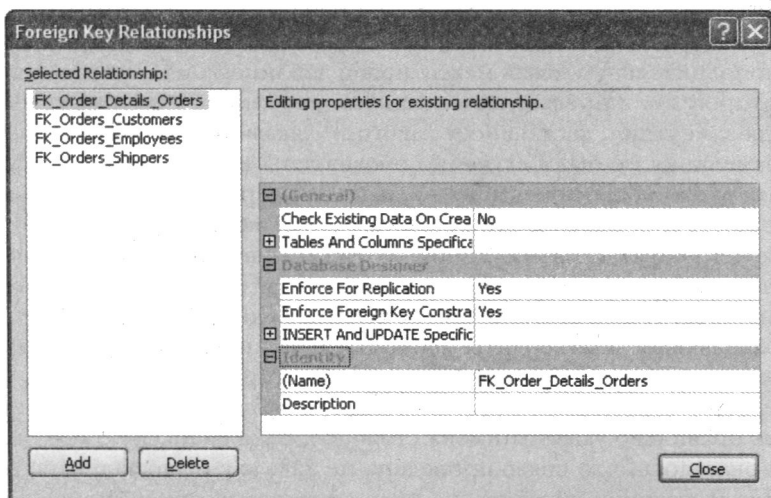 Foreign Key Relationships
Selected Relationship:
FK_Order_Details_Orders
FK_Orders_Customers
FK_Orders_Employees
FK_Orders_Shippers
Editing properties for existing relationship.
(General)
Check Existing Data On Crea No
Tables And Columns Specifica
Database Designer
Enforce For Replication Yes
Enforce Foreign Key Constra Yes
INSERT And UPDATE Specific
Identity
(Name) FK_Order_Details_Orders
Description
Add Delete
Close